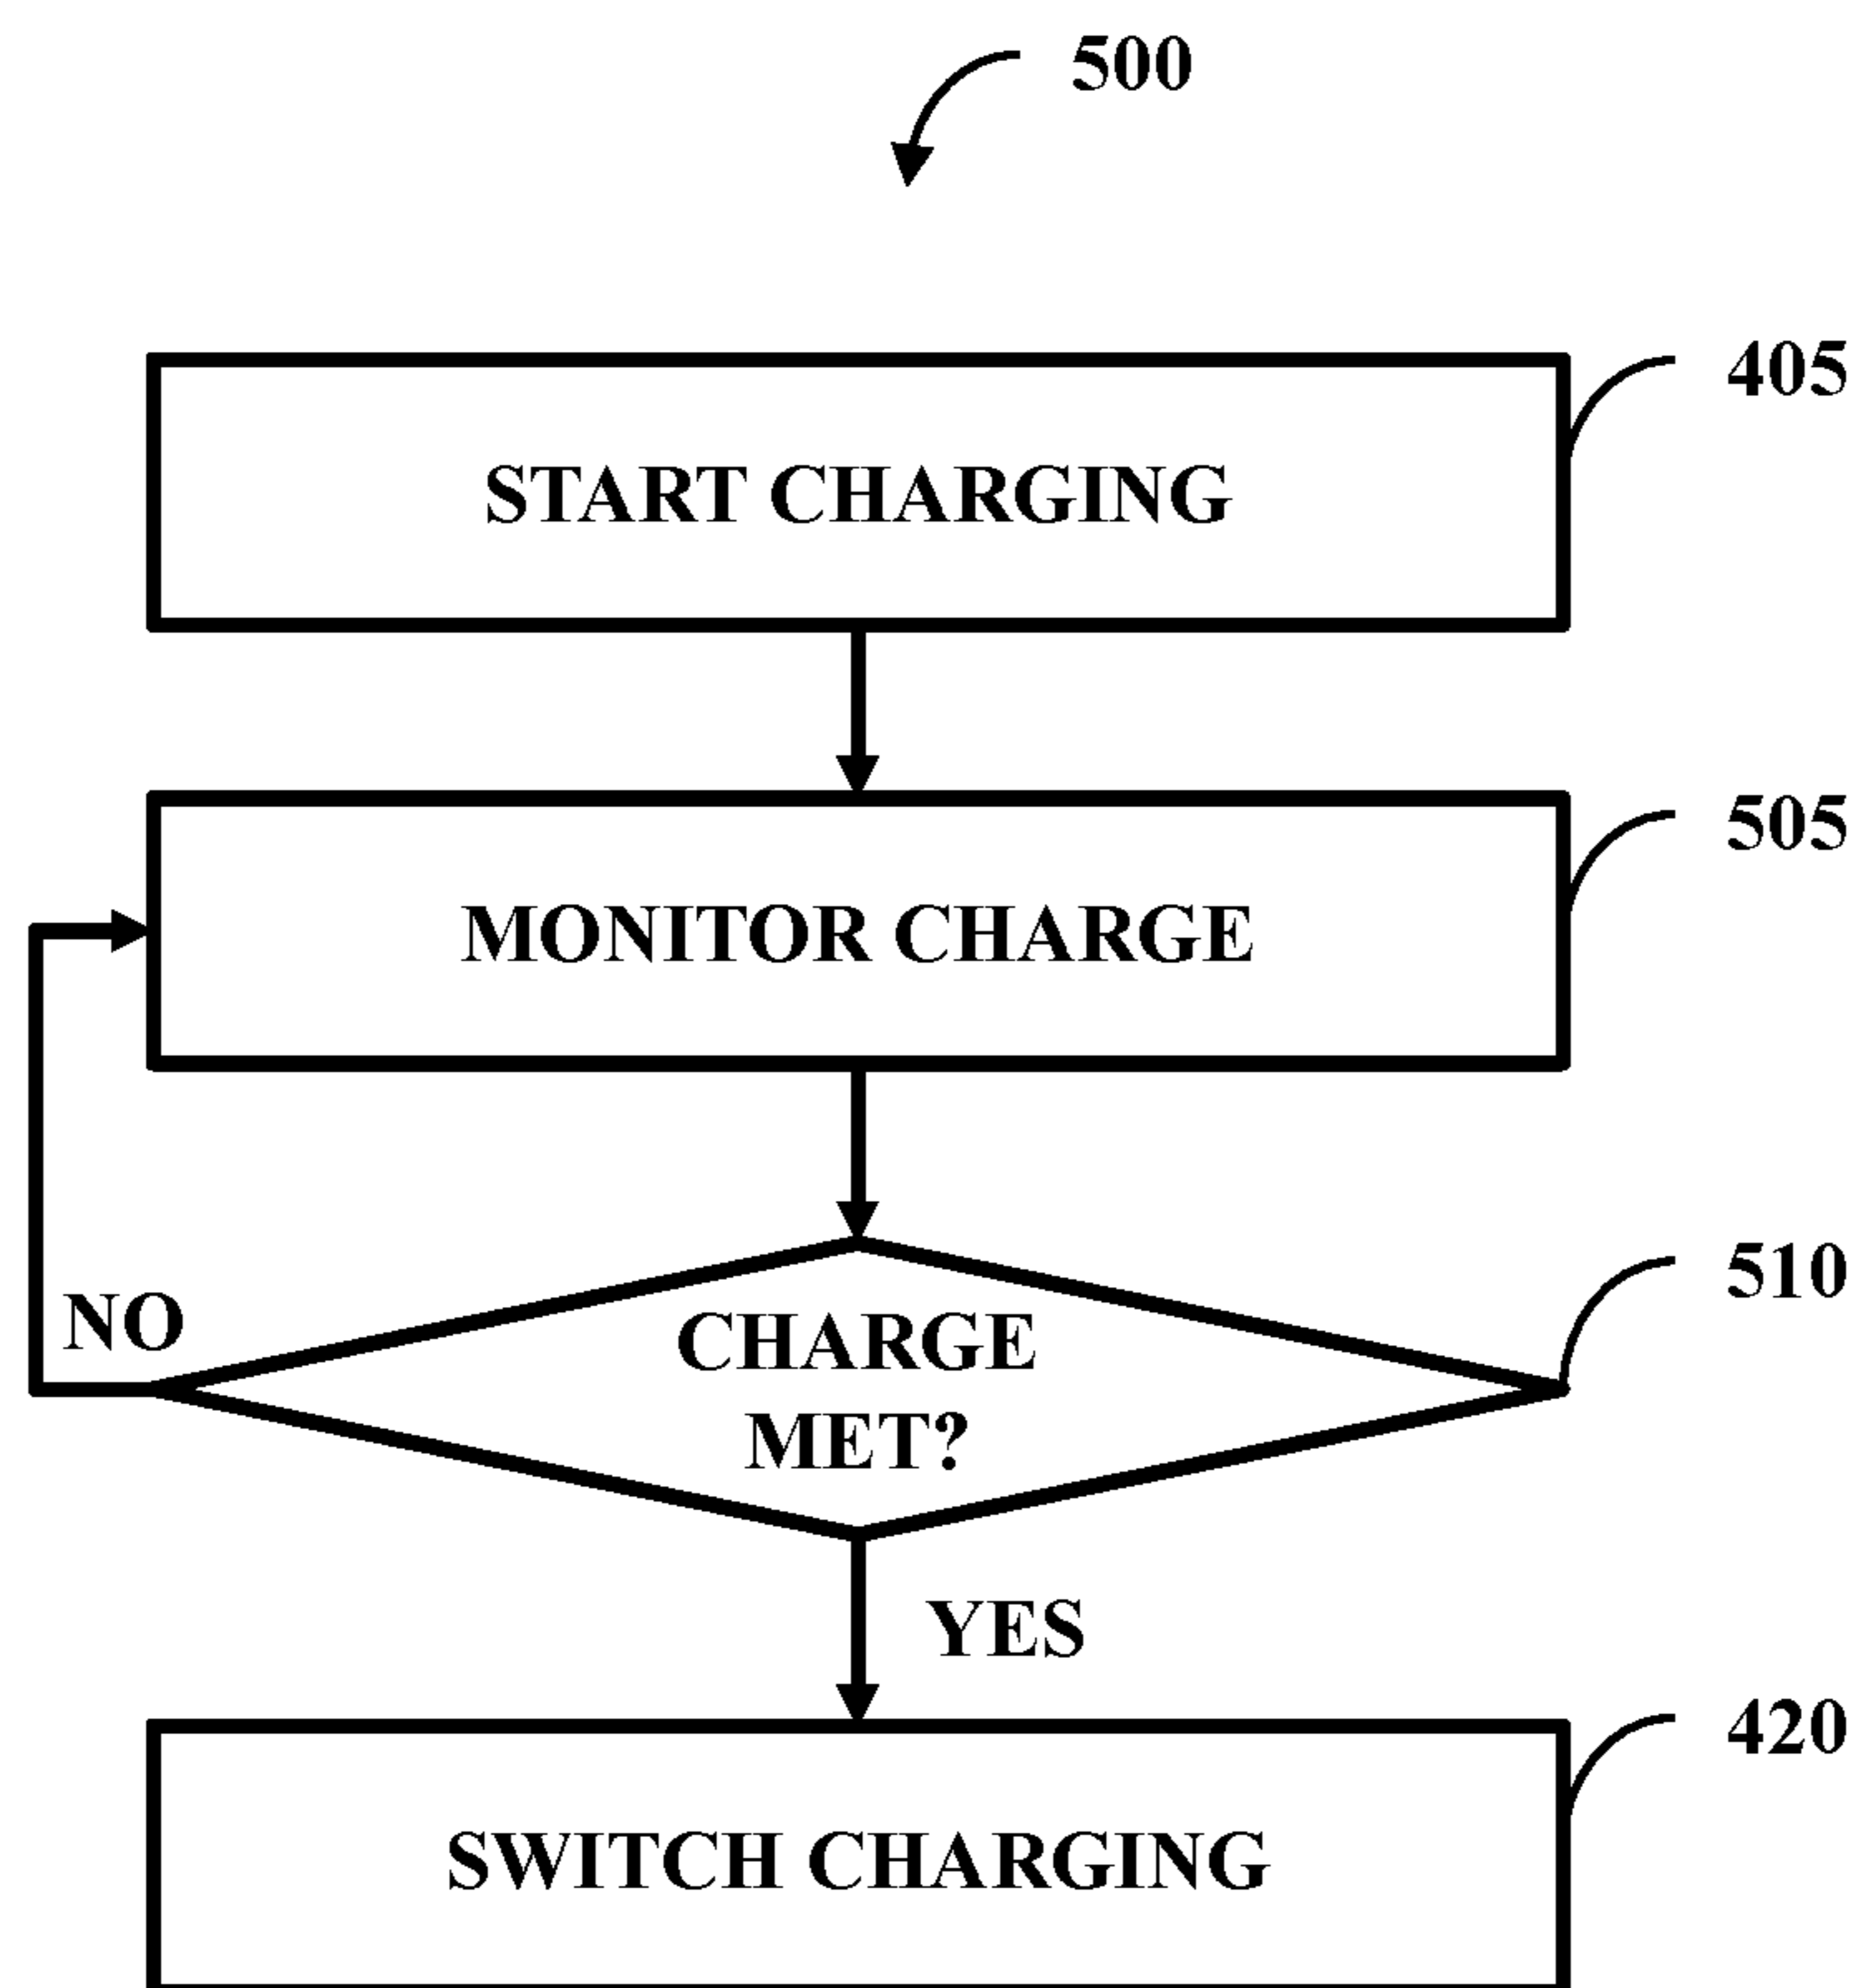 500
START CHARGING
405
MONITOR CHARGE
505
NO
CHARGE
MET?
510
YES
SWITCH CHARGING
420